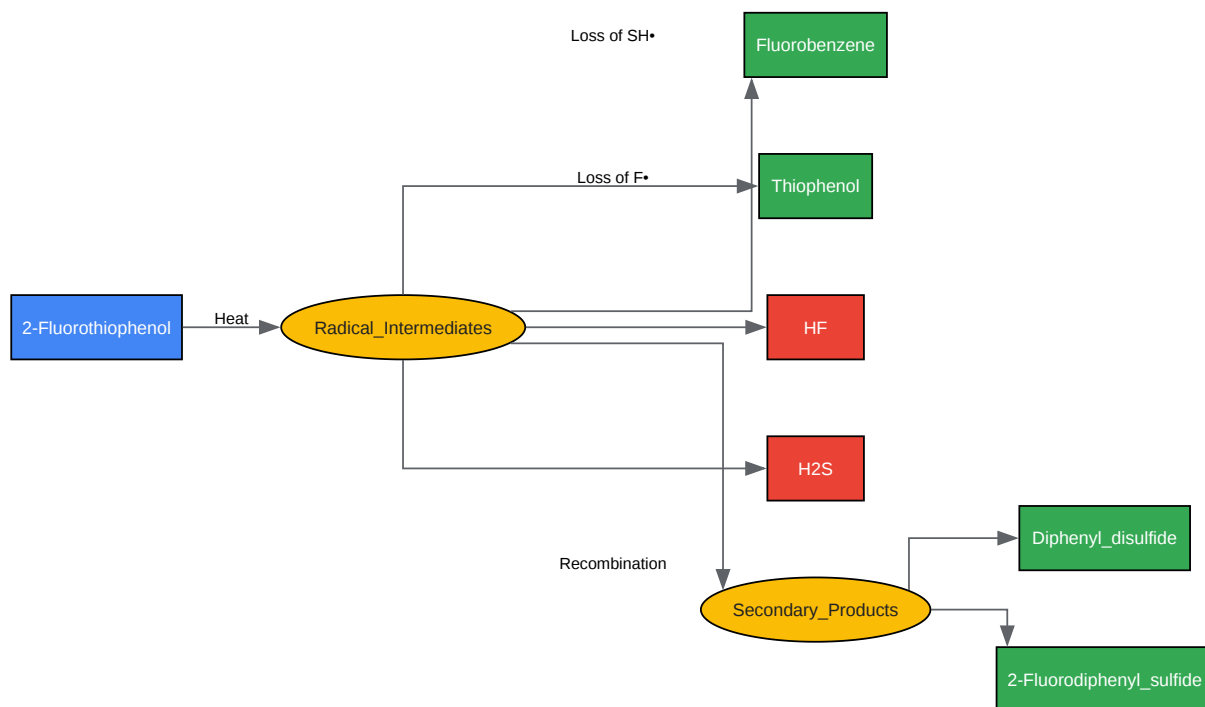 Loss of SH•
Fluorobenzene
Loss of F•
Thiophenol
2-Fluorothiophenol
Heat
Radical_Intermediates
HF
H2S
Diphenyl_disulfide
Recombination
Secondary_Products
2-Fluorodiphenyl_sulfide